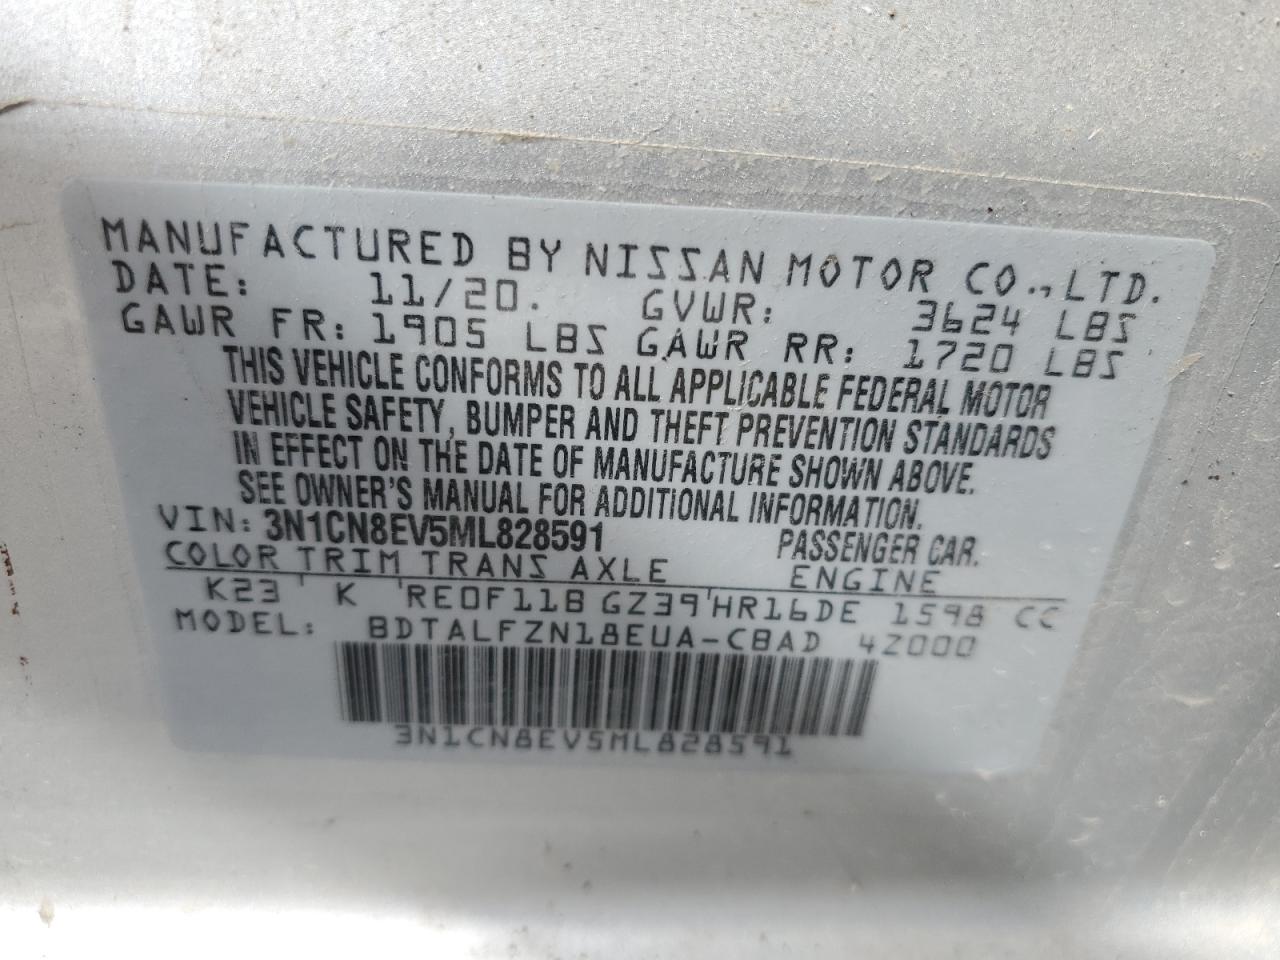 MANUFACTURED BY NISSAN MOTOR CO., LTD.
DATE: 11/20. GVWR: 3624 LBS
GAWR FR: 1905 LBS GAWR RR: 1720 LBS
THIS VEHICLE CONFORMS TO ALL APPLICABLE FEDERAL MOTOR
VEHICLE SAFETY, BUMPER AND THEFT PREVENTION STANDARDS
IN EFFECT ON THE DATE OF MANUFACTURE SHOWN ABOVE.
SEE OWNER'S MANUAL FOR ADDITIONAL INFORMATION.
VIN: 3N1CN8EV5ML828591 PASSENGER CAR.
COLOR TRIM TRANS AXLE ENGINE
K23 K RE0F11B GZ39 HR16DE 1598 CC
MODEL: BDTALFZN18EUA-CBAD 4Z000
3N1CN8EV5ML828591